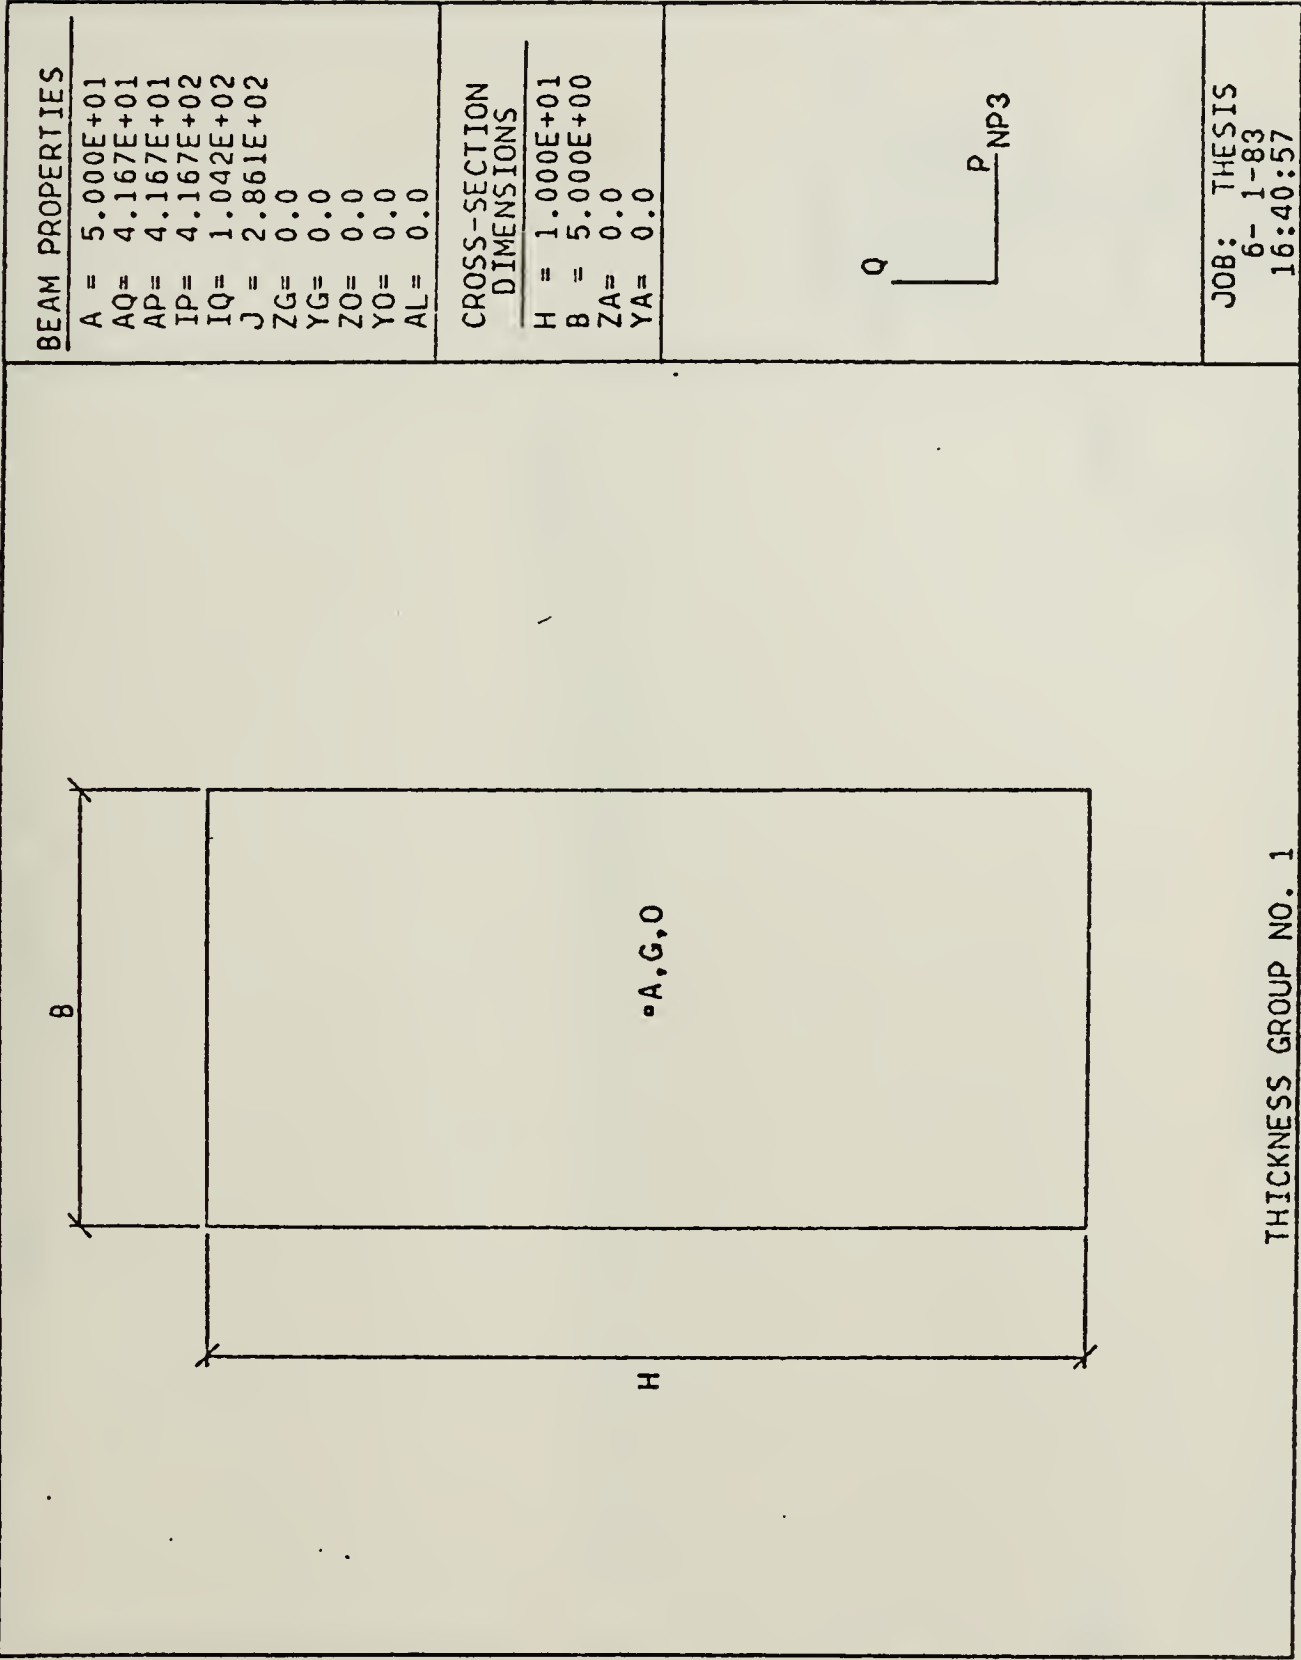 BEAM PROPERTIES
A = 5.000E+01
AQ= 4.167E+01
AP= 4.167E+01
IP= 4.167E+02
IQ= 1.042E+02
J = 2.861E+02
ZG= 0.0
YG= 0.0
ZO= 0.0
YO= 0.0
AL= 0.0
CROSS-SECTION
DIMENSIONS
H = 1.000E+01
B = 5.000E+00
ZA= 0.0
YA= 0.0
Q
P
NP3
JOB: THESIS
6- 1-83
16:40:57
B
A,G,O
H
THICKNESS GROUP NO. 1